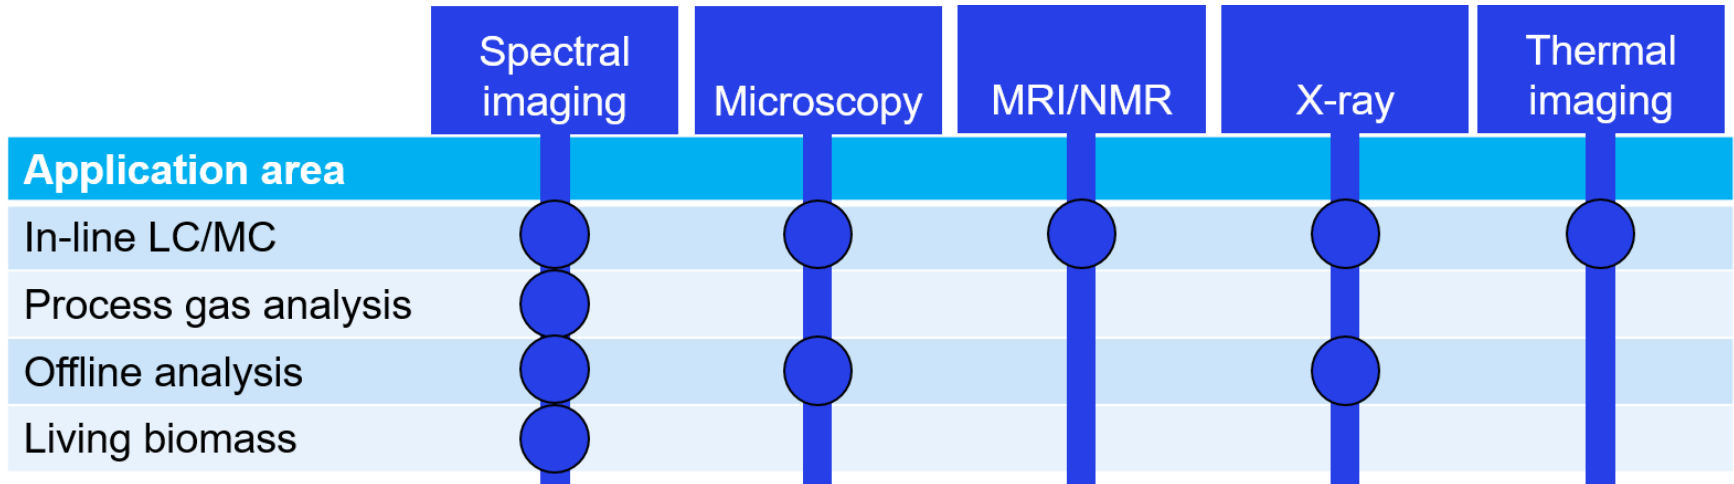 Spectral
imaging
Microscopy
MRI/NMR
X-ray
Thermal
imaging
Application area
In-line LC/MC
Process gas analysis
Offline analysis
Living biomass